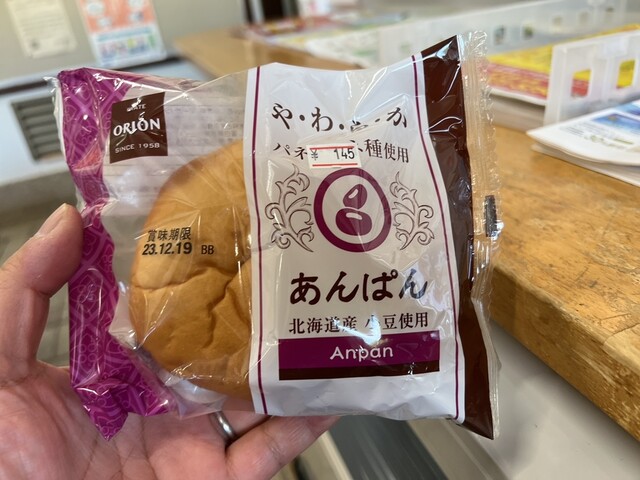 ORION
SINCE 1958
や・わ・らか
パネ
種使用
¥ 145
賞味期限
23.12.19 BB
あんぱん
北海道産 小豆使用
Anpan